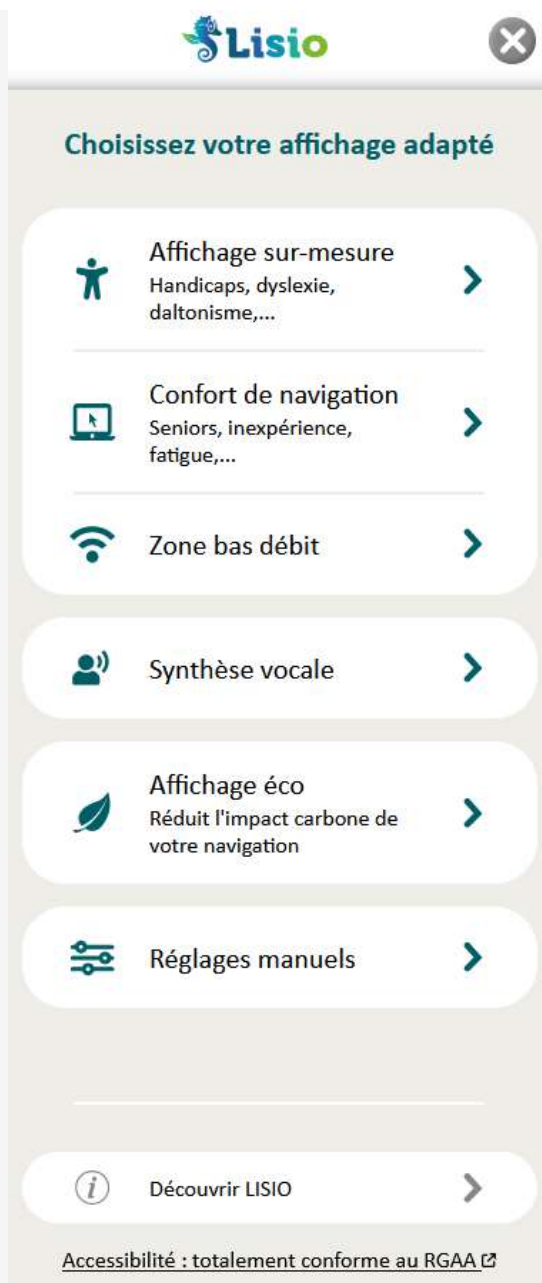 Lisio
Choisissez votre affichage adapté
Affichage sur-mesure
Handicaps, dyslexie,
daltonisme,...
Confort de navigation
Seniors, inexpérience,
fatigue,...
Zone bas débit
Synthèse vocale
Affichage éco
Réduit l'impact carbone de
votre navigation
Réglages manuels
Découvrir LISIO
Accessibilité : totalement conforme au RGAA